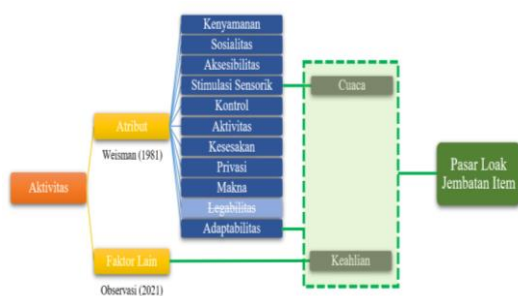 Kenyamanan
Sosialitas
Aksesibilitas
Stimulasi Sensorik
Kontrol
Aktivitas
Kesesakan
Privasi
Makna
Legabilitas
Adaptabilitas
Atribut
Weisman (1981)
Aktivitas
Faktor Lain
Observasi (2021)
Cuaca
Keahlian
Pasar Loak
Jembatan Item